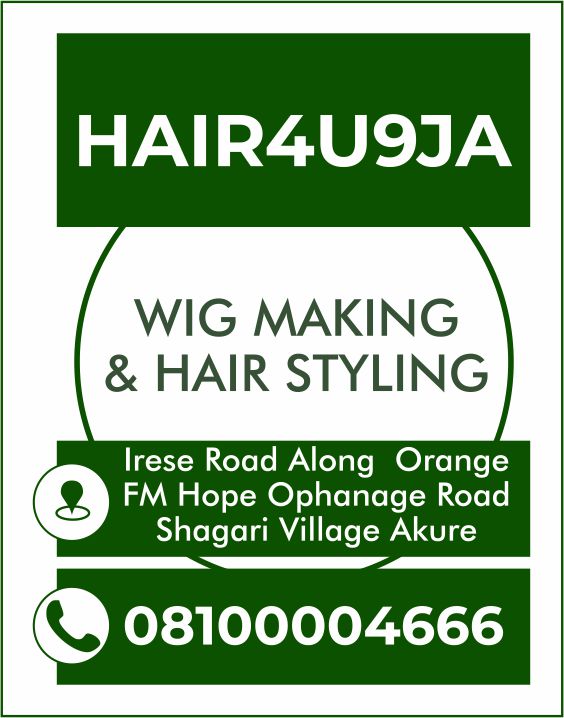 HAIR4U9JA
WIG MAKING
& HAIR STYLING
Irese Road Along  Orange
FM Hope Ophanage Road
Shagari Village Akure
08100004666